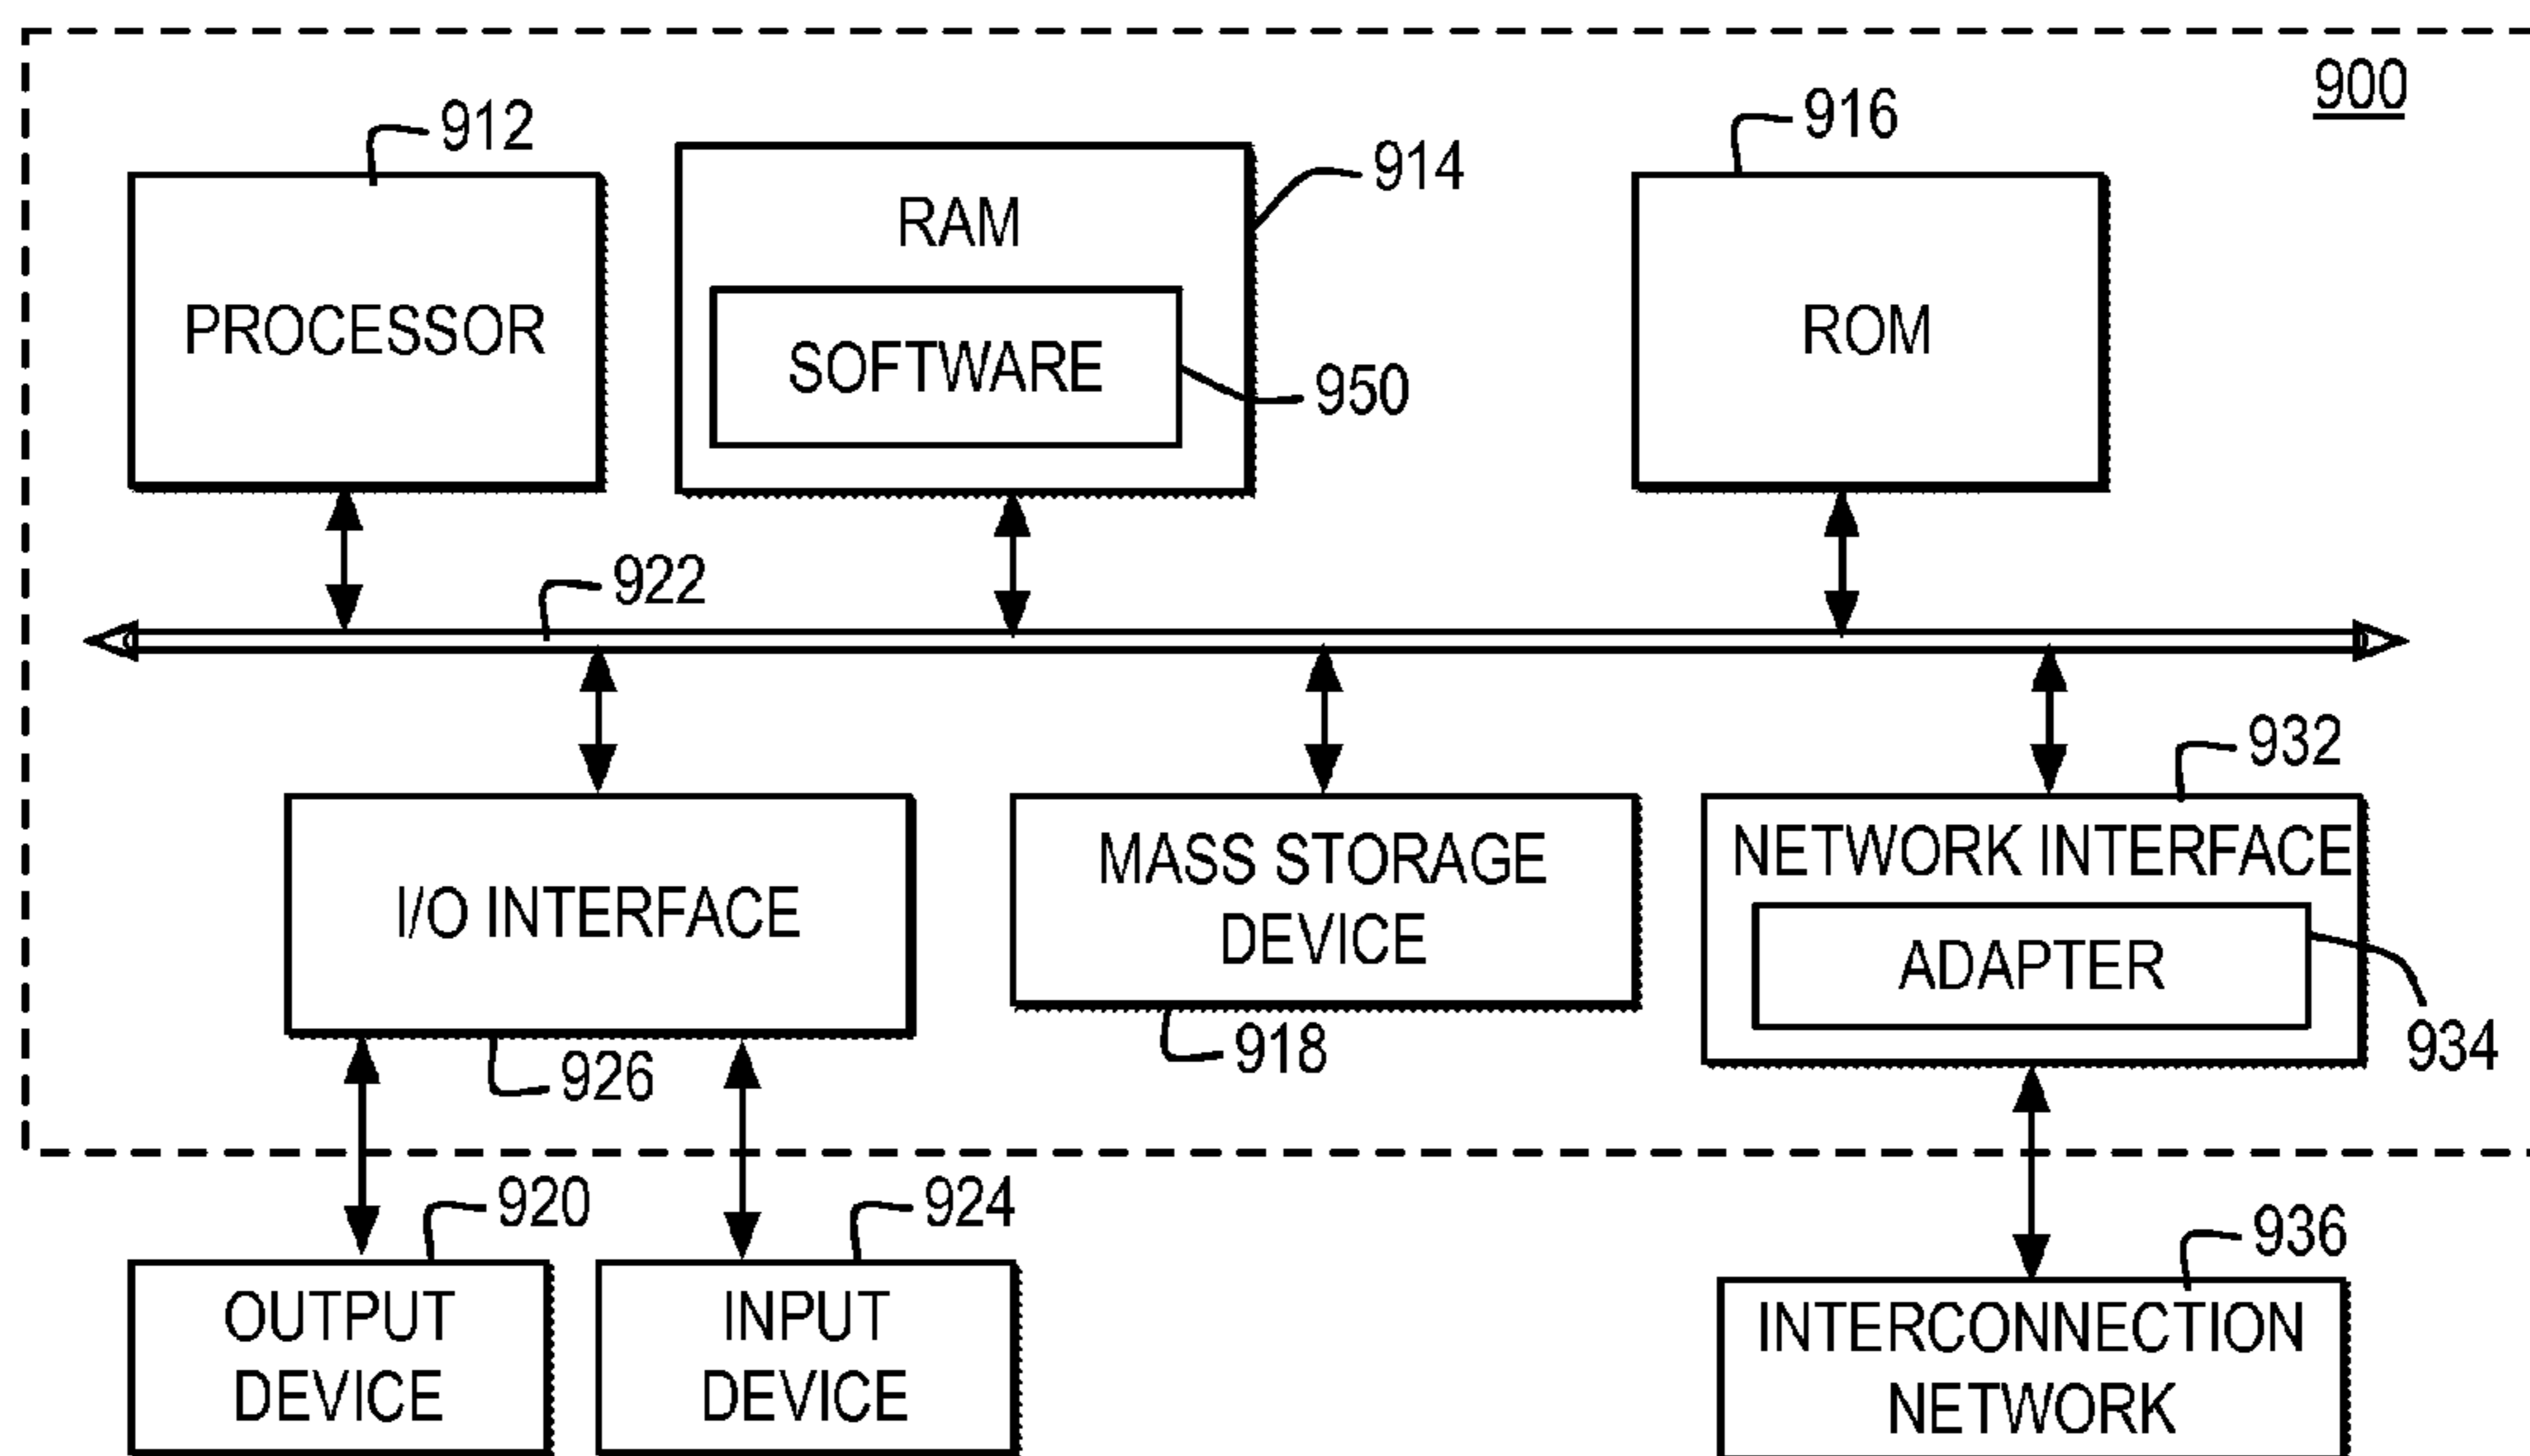 900
912
916
914
PROCESSOR
RAM
SOFTWARE
950
ROM
922
932
I/O INTERFACE
926
MASS STORAGE
DEVICE
918
NETWORK INTERFACE
ADAPTER
934
920
924
936
OUTPUT
DEVICE
INPUT
DEVICE
INTERCONNECTION
NETWORK